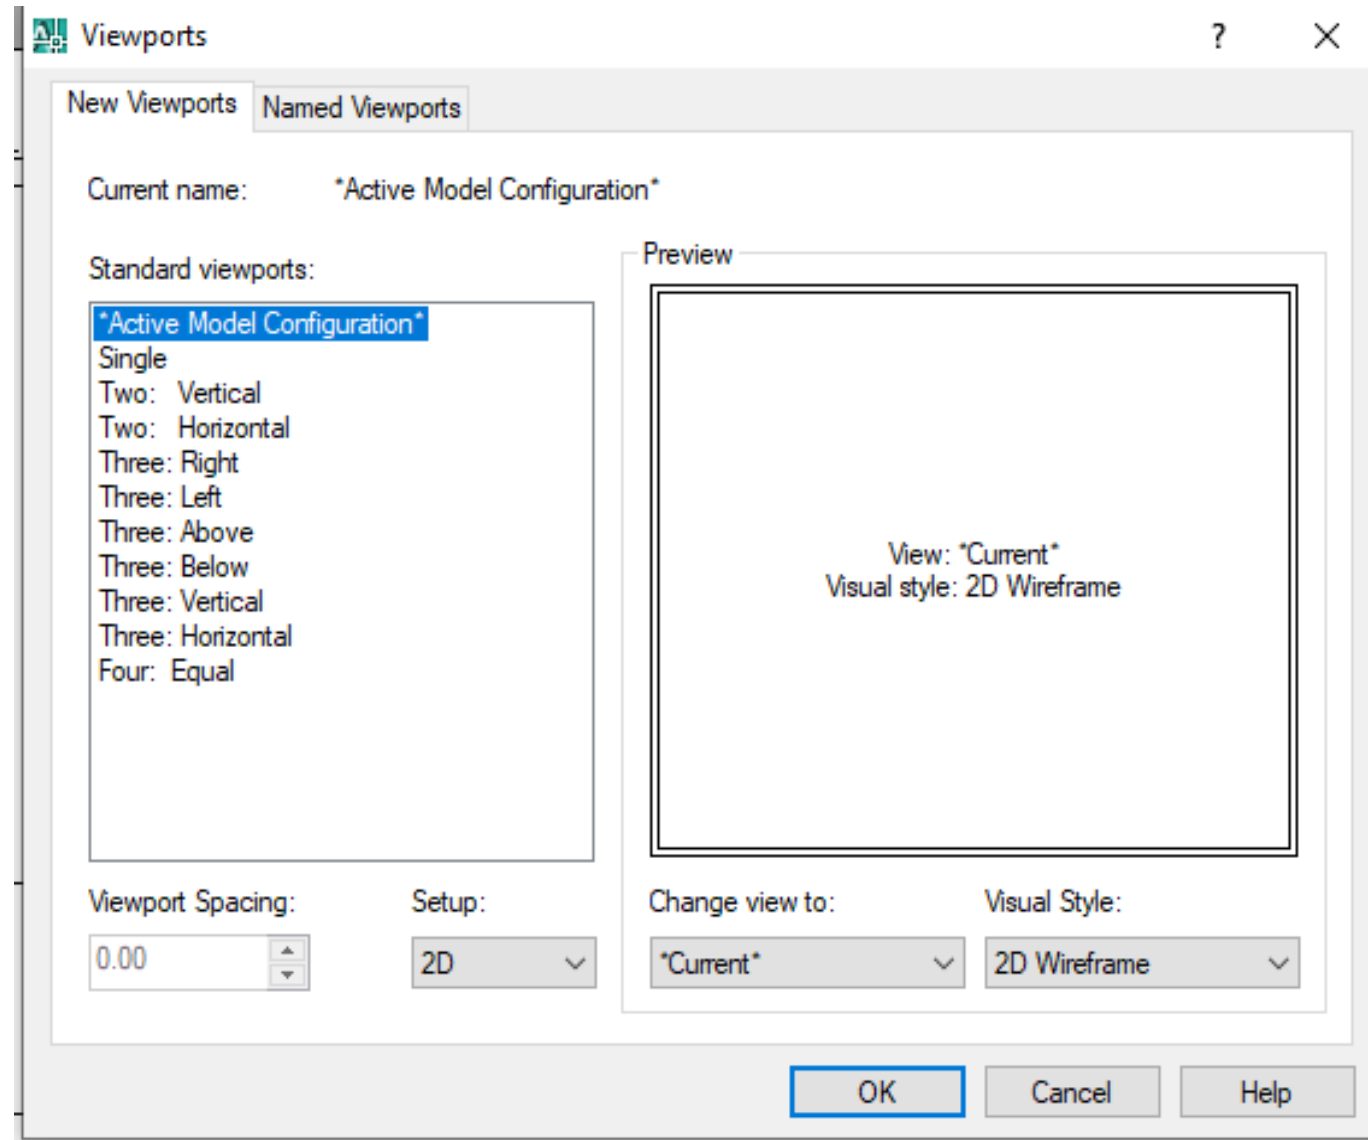 Viewports
?
New Viewports Named Viewports
Current name: *Active Model Configuration*
Standard viewports:
*Active Model Configuration*
Single
Two: Vertical
Two: Horizontal
Three: Right
Three: Left
Three: Above
Three: Below
Three: Vertical
Three: Horizontal
Four: Equal
Preview
View: *Current*
Visual style: 2D Wireframe
Viewport Spacing: Setup: Change view to: Visual Style:
0.00 2D *Current* 2D Wireframe
OK Cancel Help